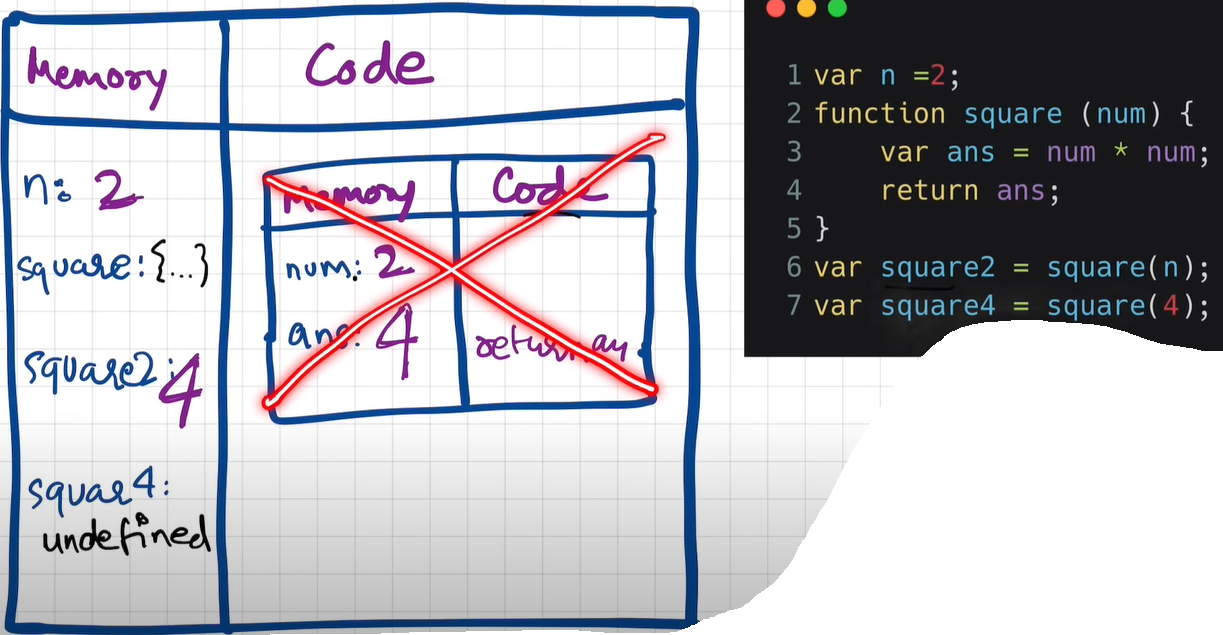 Memory
Code
n: 2
square: {...}
square2: 4
squar4:
undefined
Memory
Code
num: 2
ans: 4
return an
1 var n =2;
2 function square (num) {
3 var ans = num * num;
4 return ans;
5 }
6 var square2 = square(n);
7 var square4 = square(4);